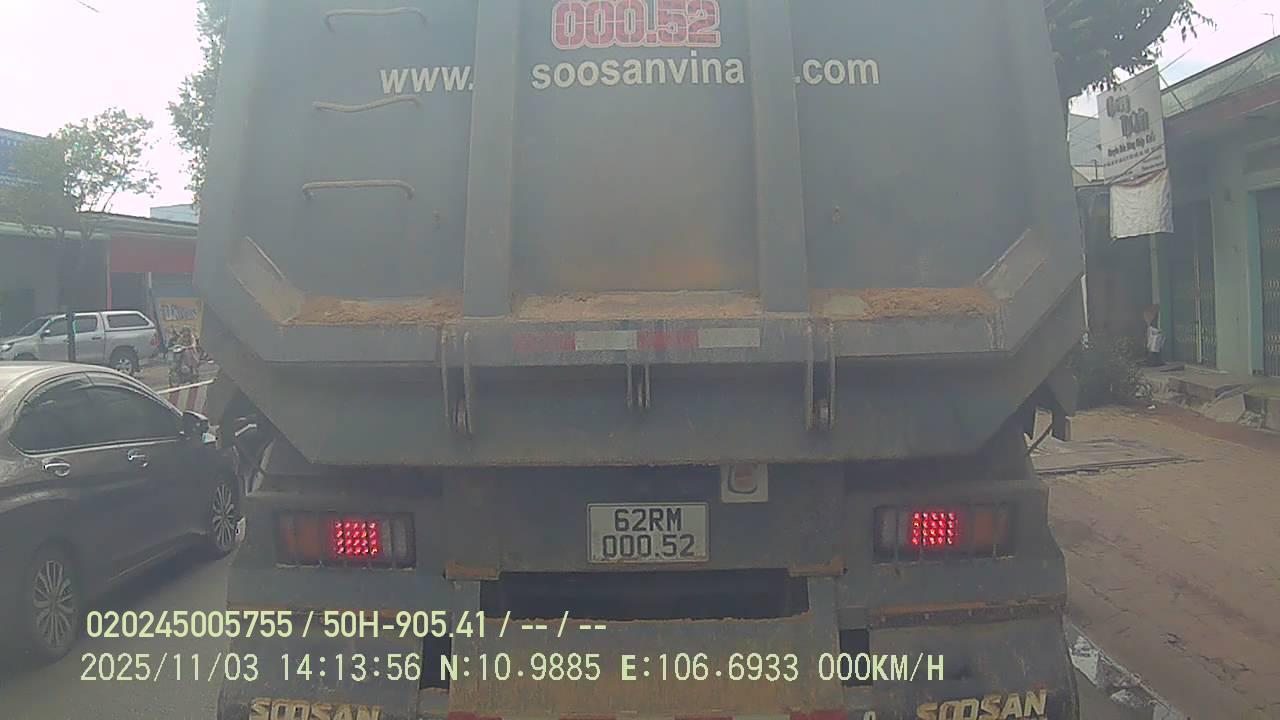 000.52
www. soosanvina .com
62RM
000.52
020245005755 / 50H-905.41 / -- / --
2025/11/03 14:13:56 N:10.9885 E:106.6933 000KM/H
SOOSAN
SOOSAN